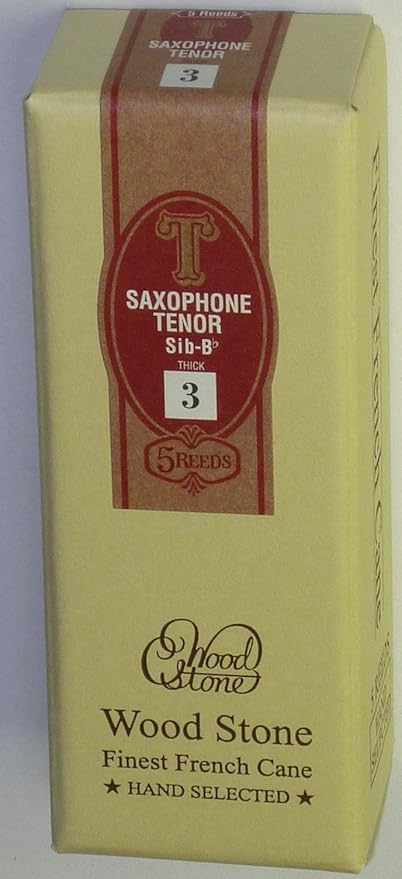 5 Reeds
T
SAXOPHONE
TENOR
THICK
3
T
SAXOPHONE
TENOR
Sib-B♭
THICK
3
5REEDS
Wood
Stone
Wood Stone
Finest French Cane
★ HAND SELECTED ★
Finest French Cane